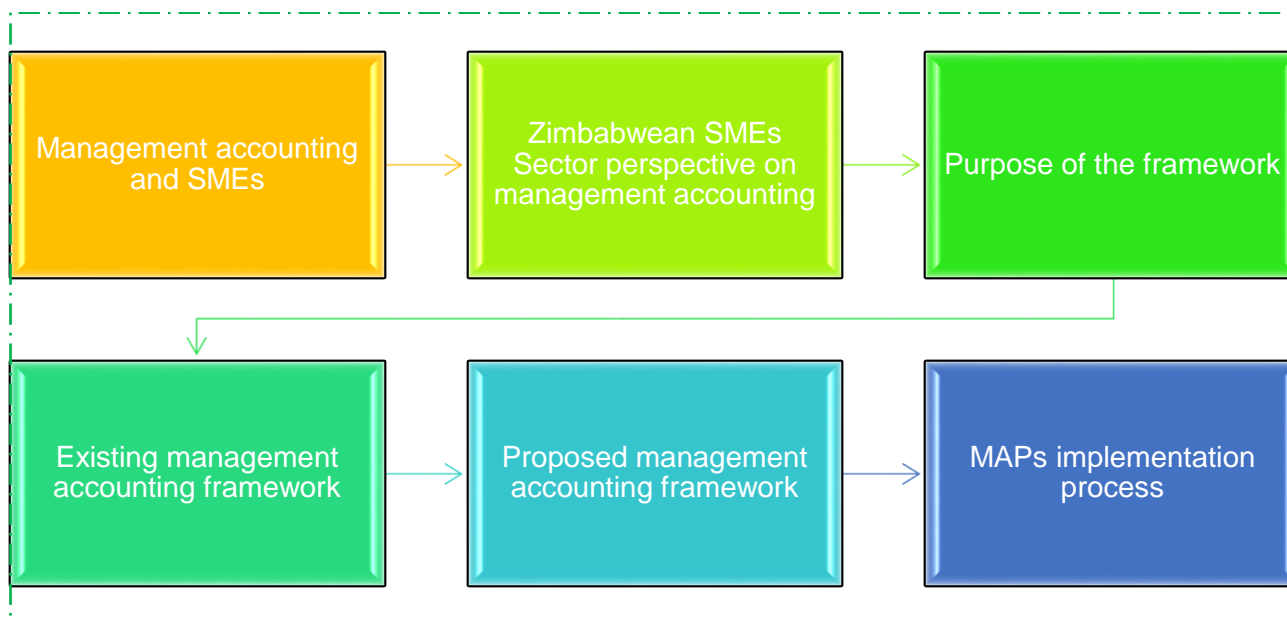 Management accounting
and SMEs
Zimbabwean SMEs
Sector perspective on
management accounting
Purpose of the framework
Existing management
accounting framework
Proposed management
accounting framework
MAPs implementation
process